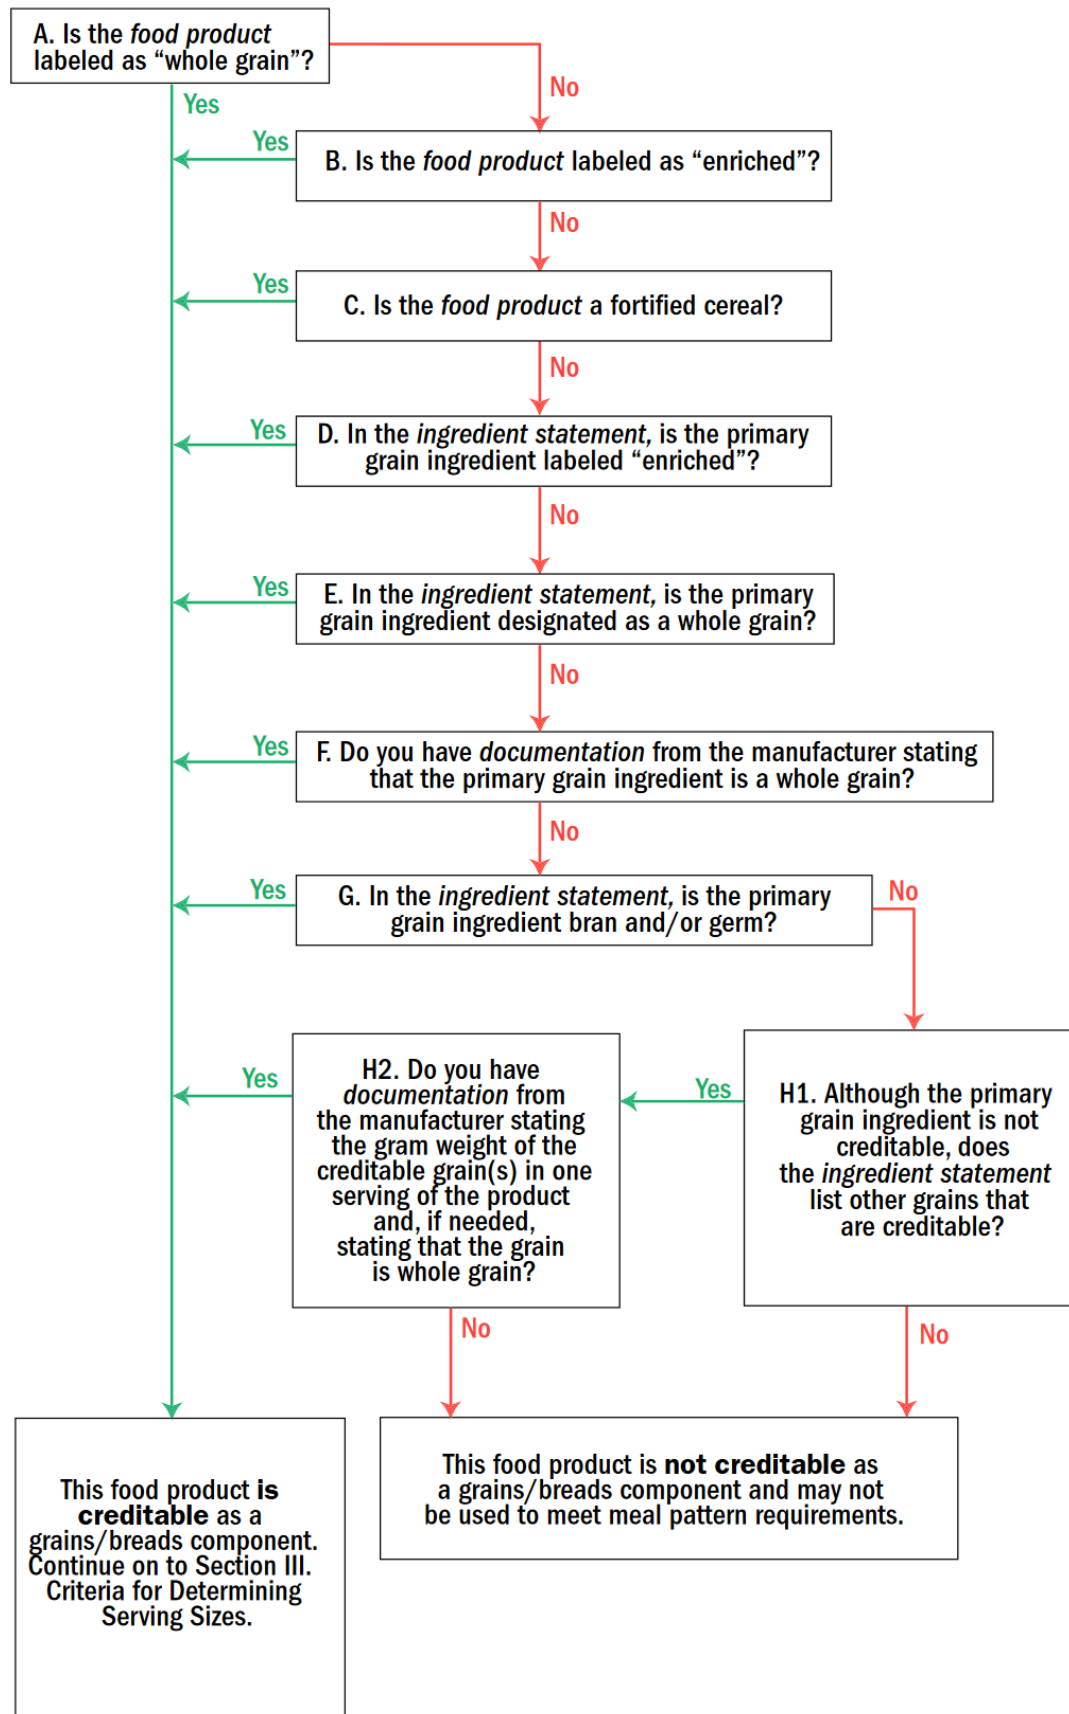 A. Is the food product
labeled as “whole grain”?
No
Yes
Yes
B. Is the food product labeled as “enriched”?
No
Yes
C. Is the food product a fortified cereal?
No
Yes
D. In the ingredient statement, is the primary
grain ingredient labeled “enriched”?
No
Yes
E. In the ingredient statement, is the primary
grain ingredient designated as a whole grain?
No
Yes
F. Do you have documentation from the manufacturer stating
that the primary grain ingredient is a whole grain?
No
Yes
G. In the ingredient statement, is the primary
grain ingredient bran and/or germ?
No
Yes
H2. Do you have
documentation from
the manufacturer stating
the gram weight of the
creditable grain(s) in one
serving of the product
and, if needed,
stating that the grain
is whole grain?
Yes
H1. Although the primary
grain ingredient is not
creditable, does
the ingredient statement
list other grains that
are creditable?
No
No
This food product is
creditable as a
grains/breads component.
Continue on to Section III.
Criteria for Determining
Serving Sizes.
This food product is not creditable as
a grains/breads component and may not
be used to meet meal pattern requirements.